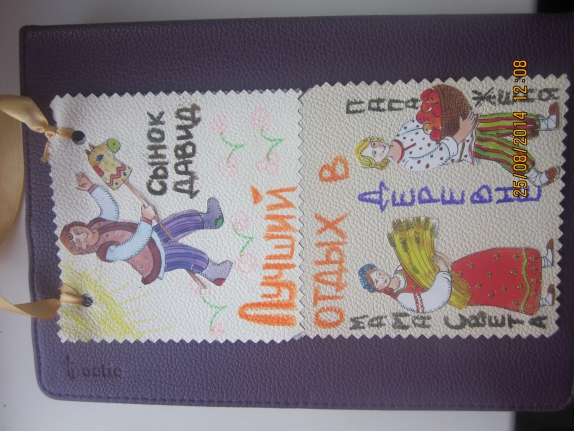 СЫНОК
ДАВИД
Лучший
ОТДЫХ В
ДЕРЕВНЕ
МАМА СВЕТА
ПАПА ЖЕНЯ
25/08/2014 12:08